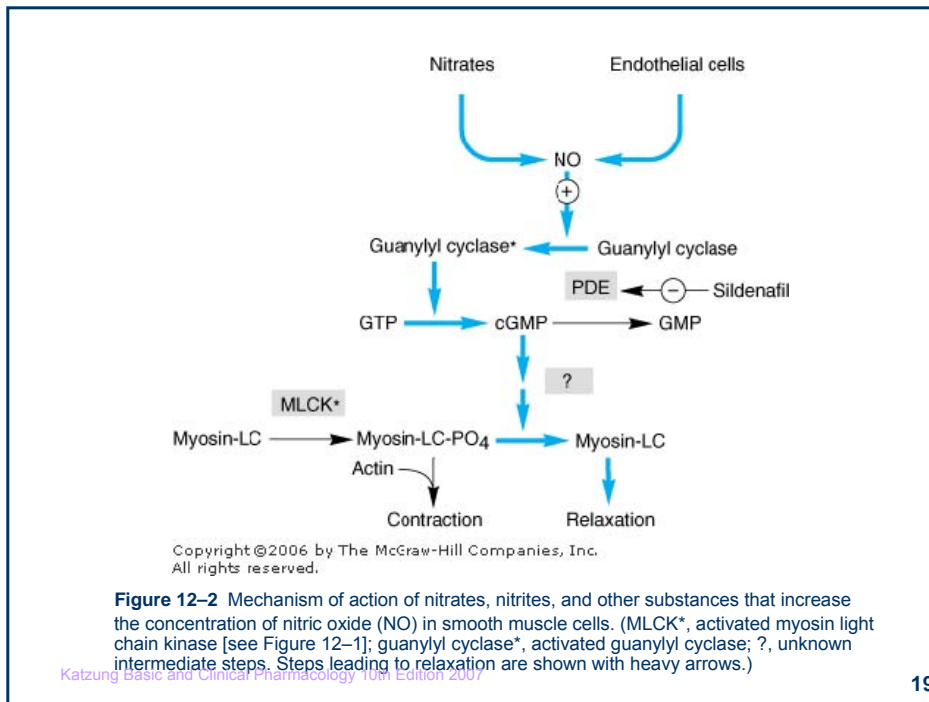 Nitrates Endothelial cells
NO
+
Guanylyl cyclase* Guanylyl cyclase
PDE − Sildenafil
GTP cGMP GMP
?
MLCK*
Myosin-LC Myosin-LC-PO4 Myosin-LC
Actin
Contraction Relaxation
Copyright ©2006 by The McGraw-Hill Companies, Inc.
All rights reserved.
Figure 12–2 Mechanism of action of nitrates, nitrites, and other substances that increase
the concentration of nitric oxide (NO) in smooth muscle cells. (MLCK*, activated myosin light
chain kinase [see Figure 12–1]; guanylyl cyclase*, activated guanylyl cyclase; ?, unknown
intermediate steps. Steps leading to relaxation are shown with heavy arrows.)
Katzung Basic and Clinical Pharmacology 10th Edition 2007
19